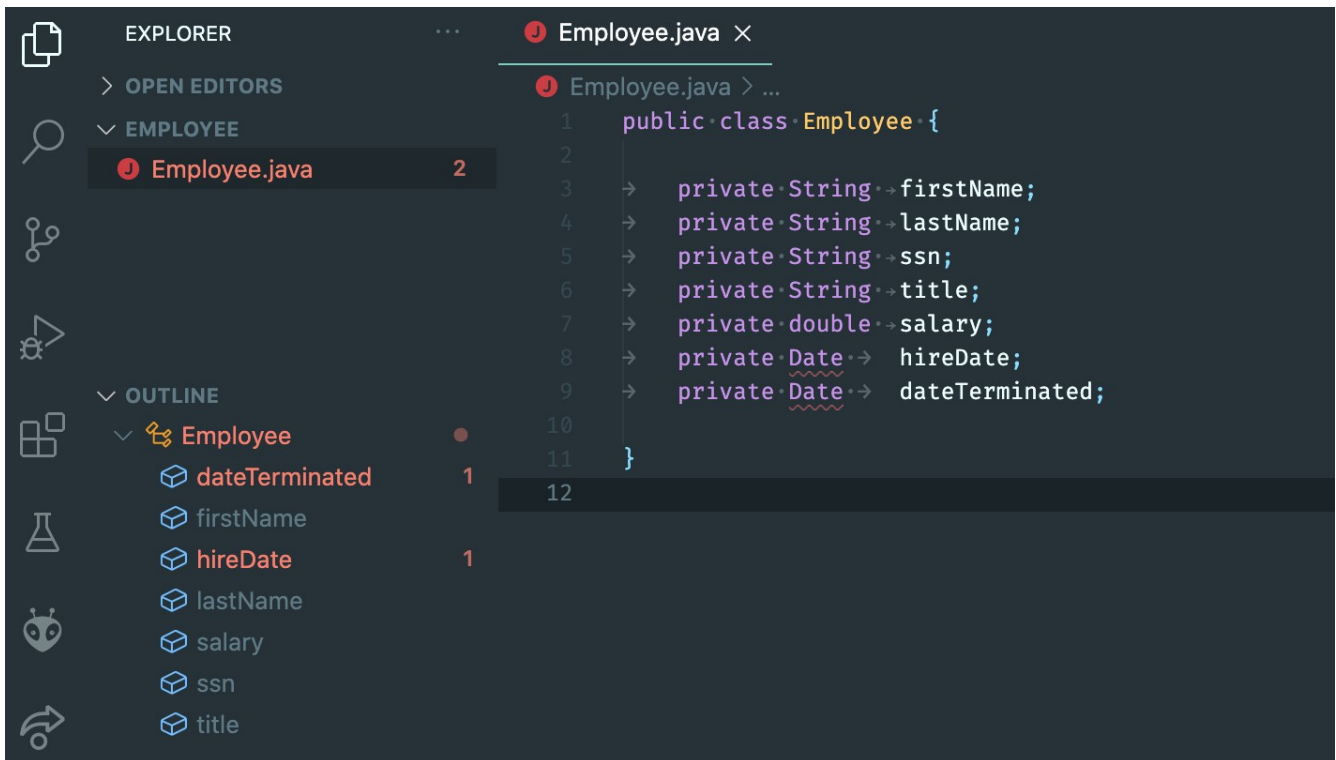 EXPLORER ...
OPEN EDITORS
EMPLOYEE
J Employee.java 2
OUTLINE
Employee
dateTerminated 1
firstName
hireDate 1
lastName
salary
ssn
title
J Employee.java ×
J Employee.java > ...
1 public class Employee {
2
3 private String firstName;
4 private String lastName;
5 private String ssn;
6 private String title;
7 private double salary;
8 private Date hireDate;
9 private Date dateTerminated;
10
11 }
12